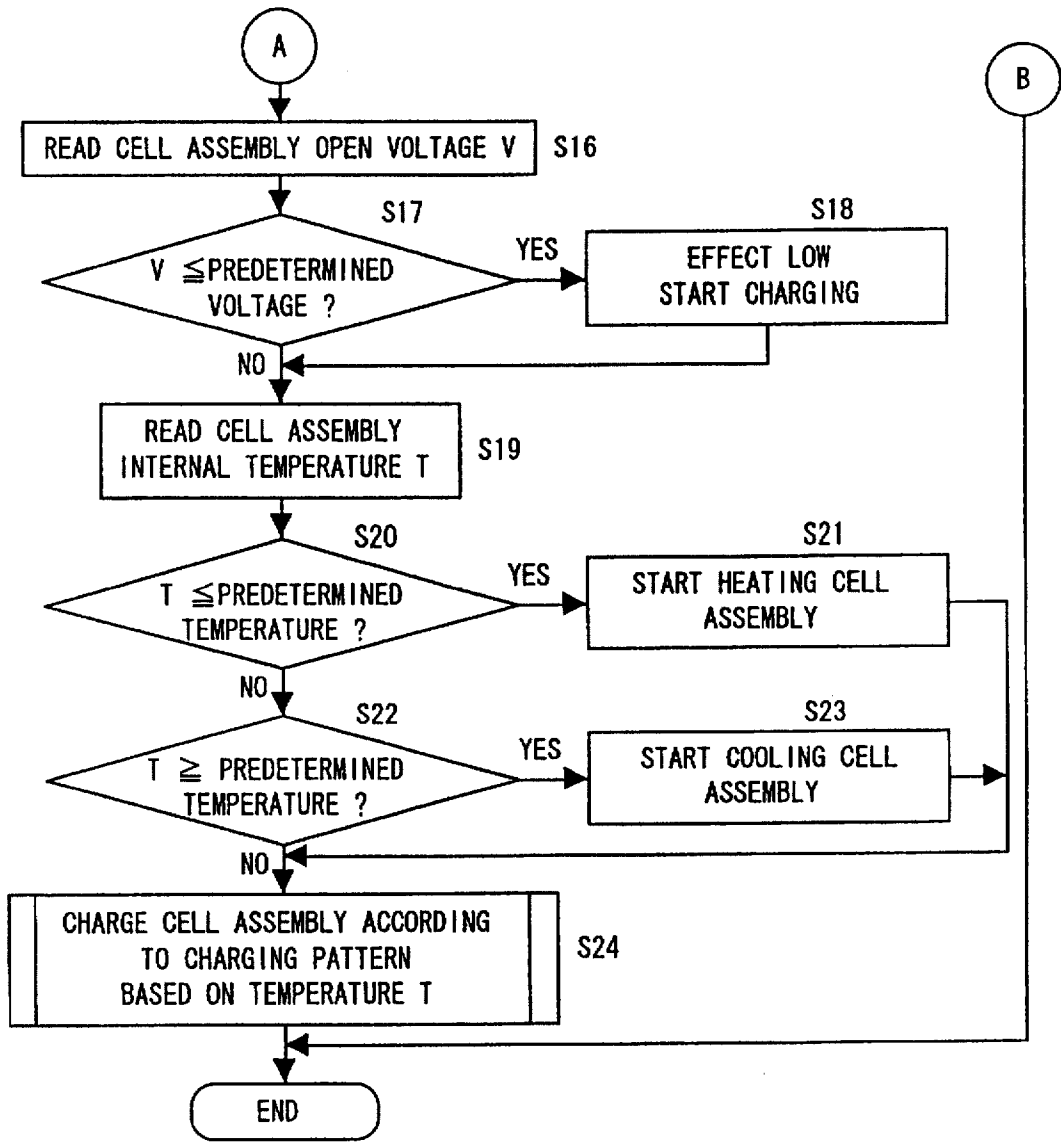 A
B
READ CELL ASSEMBLY OPEN VOLTAGE V
S16
S17
V ≦PREDETERMINED
VOLTAGE ?
YES
S18
EFFECT LOW
START CHARGING
NO
READ CELL ASSEMBLY
INTERNAL TEMPERATURE T
S19
S20
T ≦PREDETERMINED
TEMPERATURE ?
YES
S21
START HEATING CELL
ASSEMBLY
NO
S22
T ≧ PREDETERMINED
TEMPERATURE ?
YES
S23
START COOLING CELL
ASSEMBLY
NO
CHARGE CELL ASSEMBLY ACCORDING
TO CHARGING PATTERN
BASED ON TEMPERATURE T
S24
END